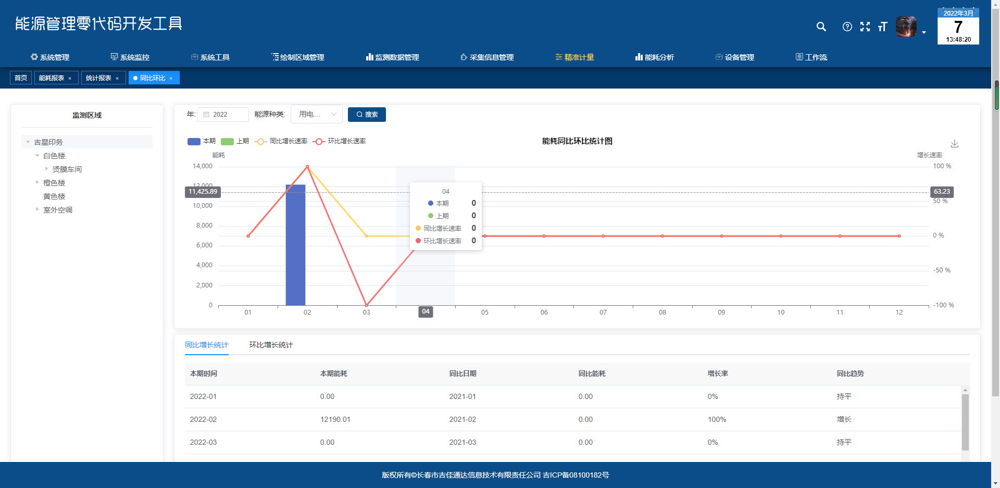 能源管理零代码开发工具
2022年3月
7
13:48:20
系统管理 系统监控 系统工具 绘制区域管理 监测数据管理 采集信息管理 精准计量 能耗分析 设备管理 工作流
首页 能耗报表 × 统计报表 × 同比环比 ×
监测区域
吉星印务
白色楼
烫膜车间
橙色楼
黄色楼
室外空调
年: 2022 能源种类: 用电... 搜索
本期 上期 同比增长速率 环比增长速率
能耗同比环比统计图
能耗
增长速率
14,000
12,000
11,425.89
10,000
8,000
6,000
4,000
2,000
0
100 %
63.23
50 %
0 %
-50 %
-100 %
04
本期 0
上期 0
同比增长速率 0
环比增长速率 0
01 02 03 04 05 06 07 08 09 10 11 12
同比增长统计 环比增长统计
本期时间 本期能耗 同比日期 同比能耗 增长率 同比趋势
2022-01 0.00 2021-01 0.00 0% 持平
2022-02 12190.01 2021-02 0.00 100% 增长
2022-03 0.00 2021-03 0.00 0% 持平
版权所有©长春市吉佳通达信息技术有限责任公司 吉ICP备08100182号